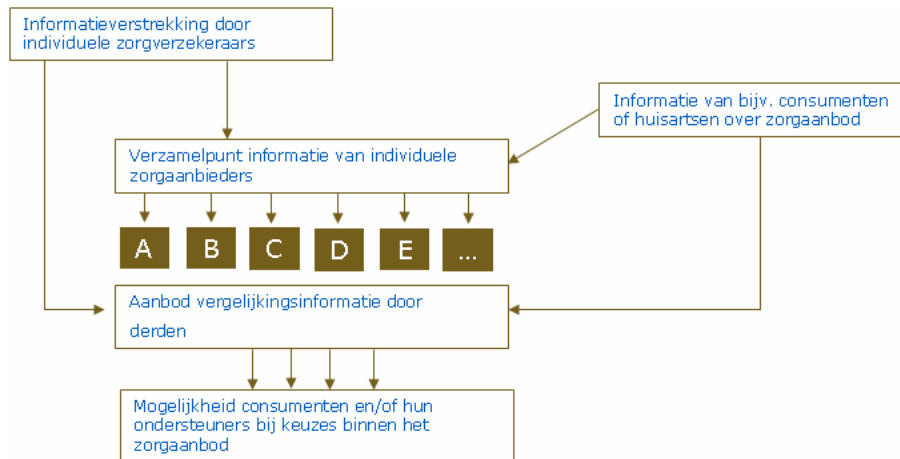 Informatieverstrekking door
individuele zorgverzekeraars
Informatie van bijv. consumenten
of huisartsen over zorgaanbod
Verzamelpunt informatie van individuele
zorgaanbieders
A B C D E ...
Aanbod vergelijkingsinformatie door
derden
Mogelijkheid consumenten en/of hun
ondersteuners bij keuzes binnen het
zorgaanbod